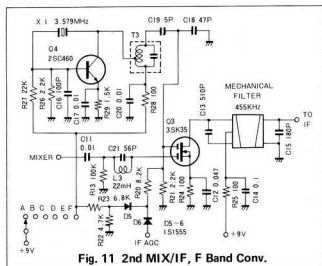 X 1 3.579MHz
C19 5P
C18 47P
T3
Q4
2SC460
R27 22K
R26 2.2K
C16 100P
C17 0.01
R29 1.5K
C20 0.01
R28 100
MECHANICAL
FILTER
455KHz
C13 510P
Q3
3SK35
TO
IF
C15 180P
C11
0.01
C21 56P
MIXER
R13 100K
L3
22mH
R20 8.2K
R21 2.2K
R24 100
C12 0.047
R25 100
C14 0.1
R23 6.8K
D5
A B C D E F
R22 4.7K
D6
D5~6
1S1555
+9V
IF AGC
+9V
Fig. 11 2nd MIX/IF, F Band Conv.